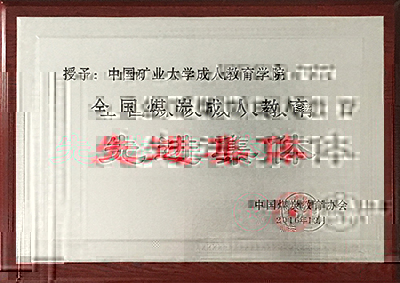 授予：中国矿业大学成人教育学院
全国煤炭成人教育
先进集体
中国煤炭教育协会